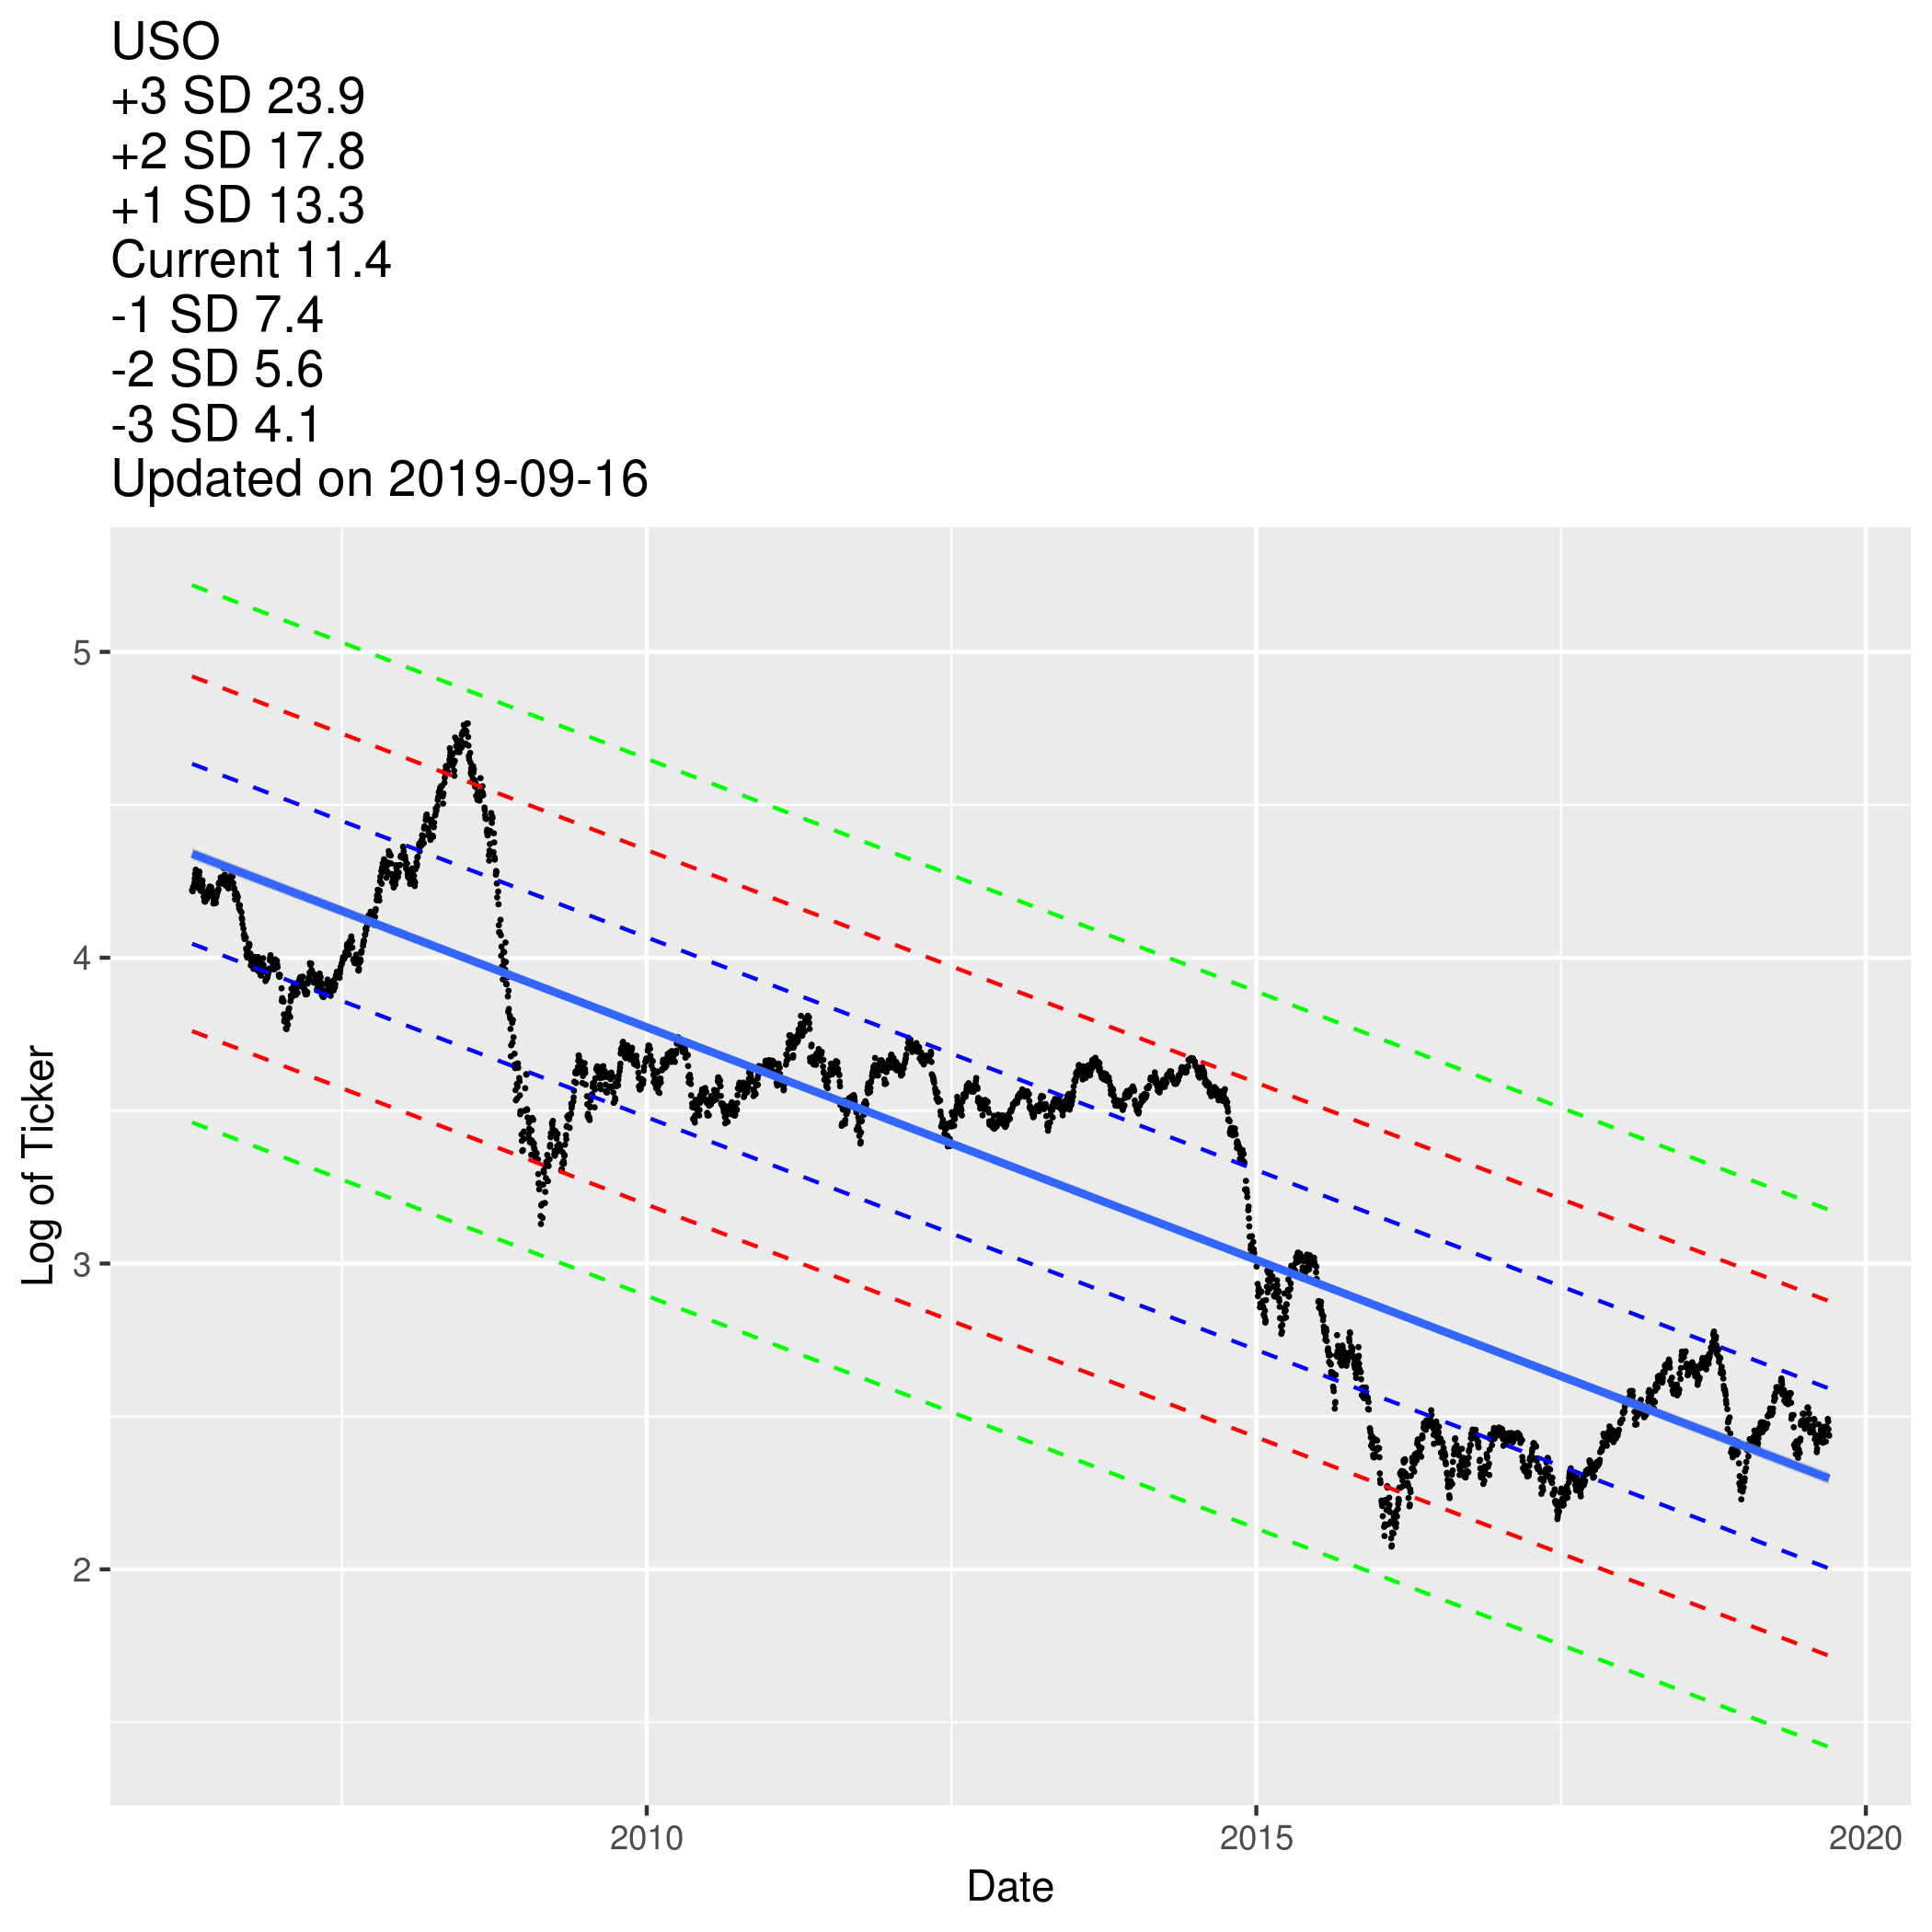 USO
+3 SD 23.9
+2 SD 17.8
+1 SD 13.3
Current 11.4
-1 SD 7.4
-2 SD 5.6
-3 SD 4.1
Updated on 2019-09-16
5
4
3
2
Log of Ticker
2010 2015 2020
Date